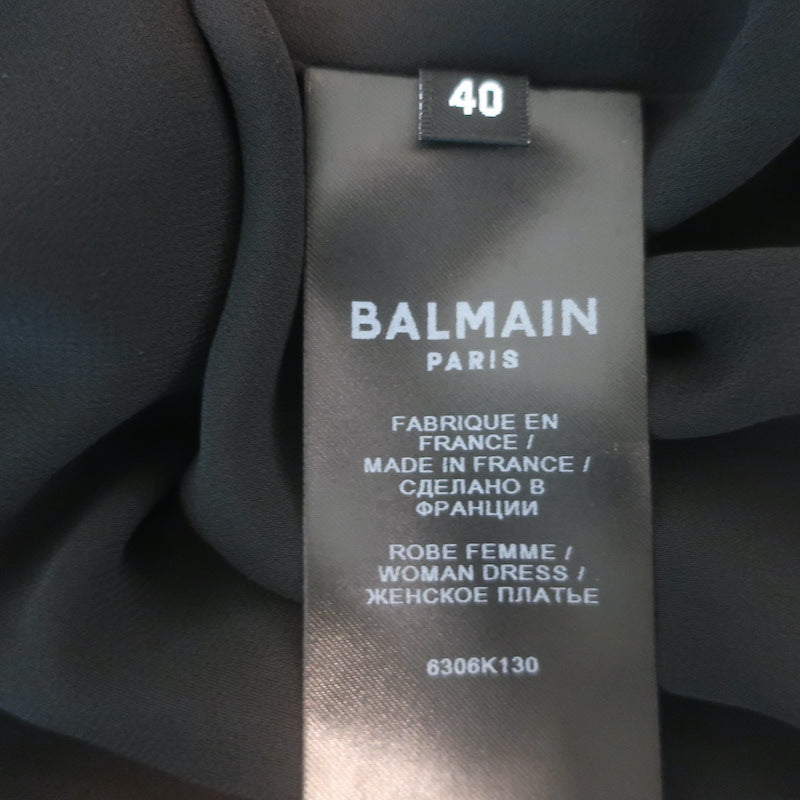 40
BALMAIN
PARIS
FABRIQUE EN
FRANCE /
MADE IN FRANCE /
СДЕЛАНО В
ФРАНЦИИ
ROBE FEMME /
WOMAN DRESS /
ЖЕНСКОЕ ПЛАТЬЕ
6306K130